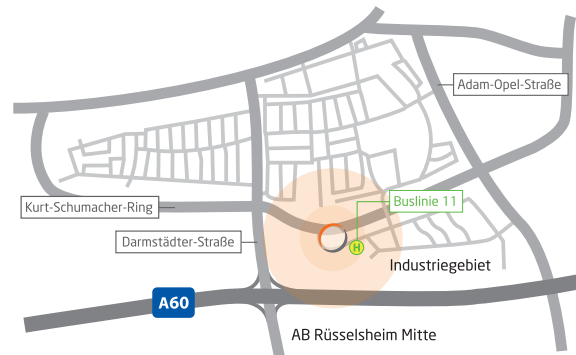 Adam-Opel-Straße
Buslinie 11
Kurt-Schumacher-Ring
Darmstädter-Straße
H
Industriegebiet
A60
AB Rüsselsheim Mitte